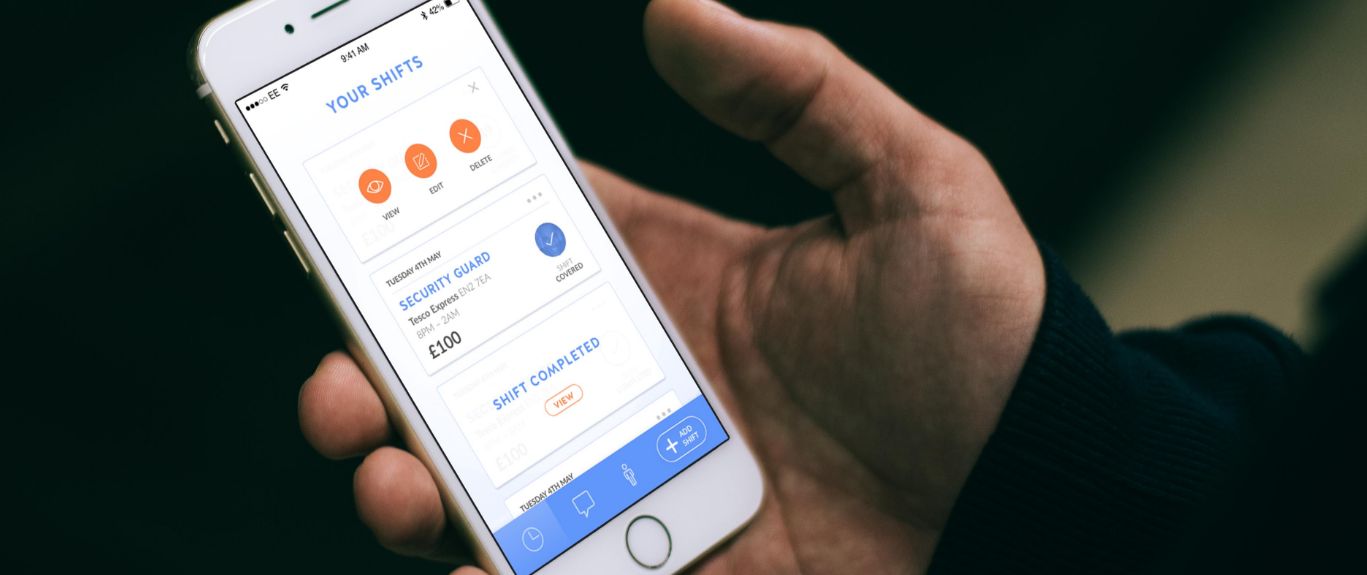 EE 9:41 AM 42%
YOUR SHIFTS
VIEW EDIT DELETE
£100
TUESDAY 4TH MAY
SECURITY GUARD
Tesco Express EN2 7EA
8PM - 2AM
£100
SHIFT
COVERED
SHIFT COMPLETED
VIEW
£100
TUESDAY 4TH MAY
ADD
SHIFT